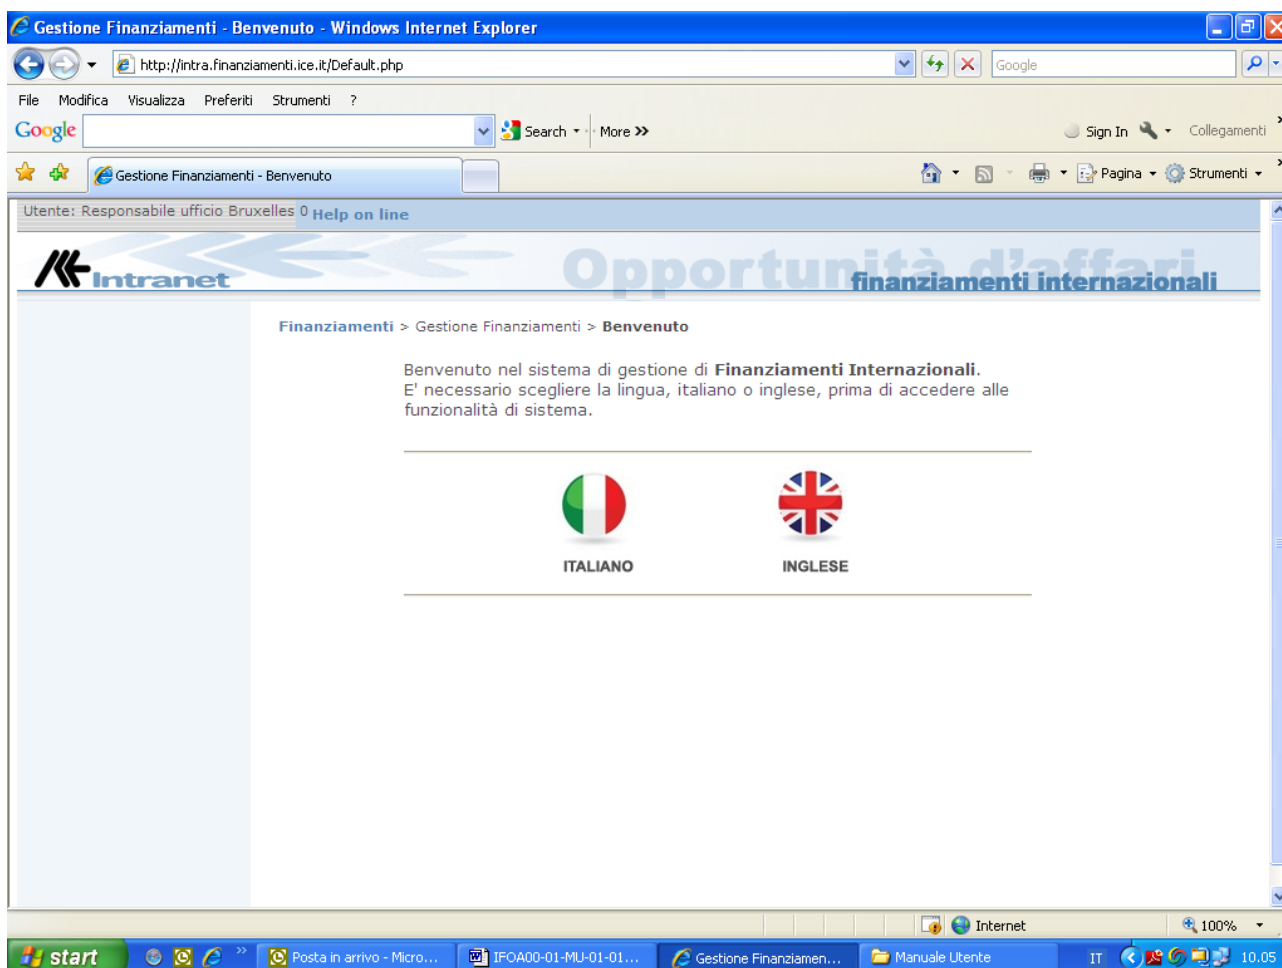 Gestione Finanziamenti - Benvenuto - Windows Internet Explorer
http://intra.finanziamenti.ice.it/Default.php
Google
File Modifica Visualizza Preferiti Strumenti ?
Google Search More >> Sign In Collegamenti
Gestione Finanziamenti - Benvenuto Pagina Strumenti
Utente: Responsabile ufficio Bruxelles 0 Help on line
Intranet Opportunità d'affari
finanziamenti internazionali
Finanziamenti > Gestione Finanziamenti > Benvenuto
Benvenuto nel sistema di gestione di Finanziamenti Internazionali.
E' necessario scegliere la lingua, italiano o inglese, prima di accedere alle
funzionalità di sistema.
ITALIANO INGLESE
Internet 100%
start Posta in arrivo - Micro... IFOA00-01-MU-01-01... Gestione Finanziamen... Manuale Utente IT 10.05